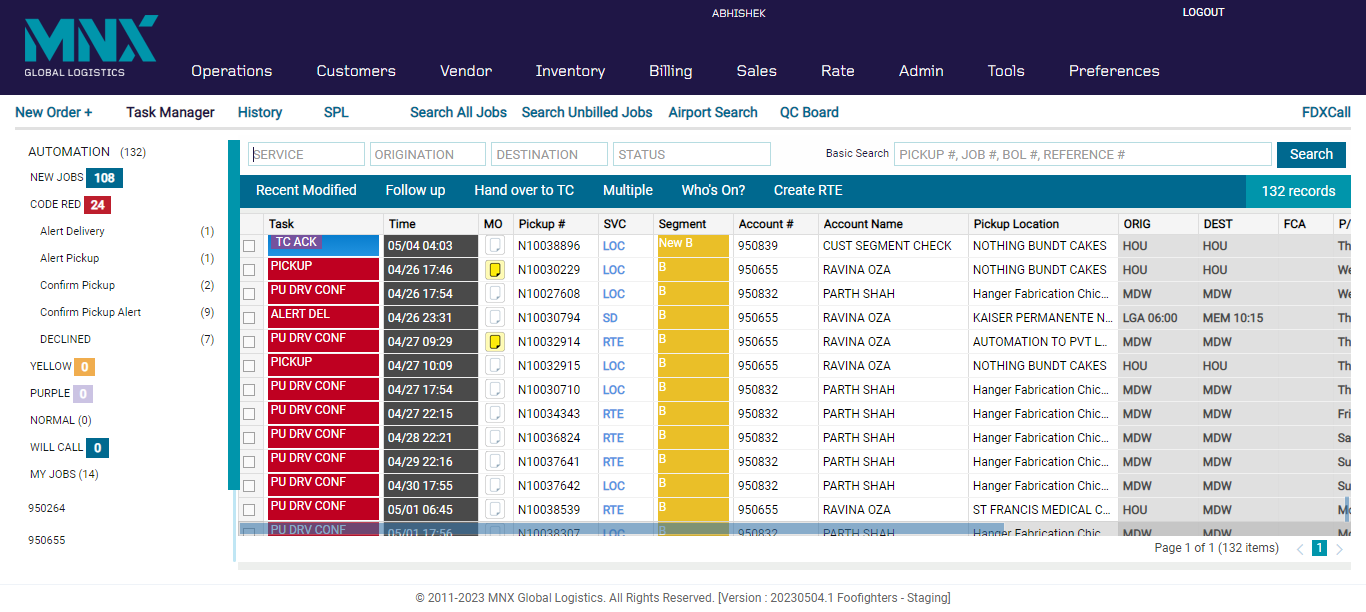 ABHISHEK
LOGOUT
MNX
GLOBAL LOGISTICS
Operations Customers Vendor Inventory Billing Sales Rate Admin Tools Preferences
New Order + Task Manager History SPL Search All Jobs Search Unbilled Jobs Airport Search QC Board FDXCall
AUTOMATION (132)
NEW JOBS 108
CODE RED 24
Alert Delivery (1)
Alert Pickup (1)
Confirm Pickup (2)
Confirm Pickup Alert (9)
DECLINED (7)
YELLOW 0
PURPLE 0
NORMAL (0)
WILL CALL 0
MY JOBS (14)
950264
950655
SERVICE ORIGINATION DESTINATION STATUS Basic Search PICKUP #, JOB #, BOL #, REFERENCE # Search
Recent Modified Follow up Hand over to TC Multiple Who's On? Create RTE 132 records
Task Time MO Pickup # SVC Segment Account # Account Name Pickup Location ORIG DEST FCA P/
TC ACK 05/04 04:03 N10038896 LOC New B 950839 CUST SEGMENT CHECK NOTHING BUNDT CAKES HOU HOU Th
PICKUP 04/26 17:46 N10030229 LOC B 950655 RAVINA OZA NOTHING BUNDT CAKES HOU HOU We
PU DRV CONF 04/26 17:54 N10027608 LOC B 950832 PARTH SHAH Hanger Fabrication Chic... MDW MDW We
ALERT DEL 04/26 23:31 N10030794 SD B 950655 RAVINA OZA KAISER PERMANENTE N... LGA 06:00 MEM 10:15 Th
PU DRV CONF 04/27 09:29 N10032914 RTE B 950655 RAVINA OZA AUTOMATION TO PVT L... MDW MDW Th
PICKUP 04/27 10:09 N10032915 LOC B 950655 RAVINA OZA NOTHING BUNDT CAKES HOU HOU Th
PU DRV CONF 04/27 17:54 N10030710 LOC B 950832 PARTH SHAH Hanger Fabrication Chic... MDW MDW Th
PU DRV CONF 04/27 22:15 N10034343 RTE B 950832 PARTH SHAH Hanger Fabrication Chic... MDW MDW Fri
PU DRV CONF 04/28 22:21 N10036824 RTE B 950832 PARTH SHAH Hanger Fabrication Chic... MDW MDW Sa
PU DRV CONF 04/29 22:16 N10037641 RTE B 950832 PARTH SHAH Hanger Fabrication Chic... MDW MDW Su
PU DRV CONF 04/30 17:55 N10037642 LOC B 950832 PARTH SHAH Hanger Fabrication Chic... MDW MDW Su
PU DRV CONF 05/01 06:45 N10038539 RTE B 950655 RAVINA OZA ST FRANCIS MEDICAL C... HOU MDW Mo
PU DRV CONF 05/01 17:56 N10038307 LOC B 950832 PARTH SHAH Hanger Fabrication Chic... MDW MDW
Page 1 of 1 (132 items) 1
© 2011-2023 MNX Global Logistics. All Rights Reserved. [Version : 20230504.1 Foofighters - Staging]